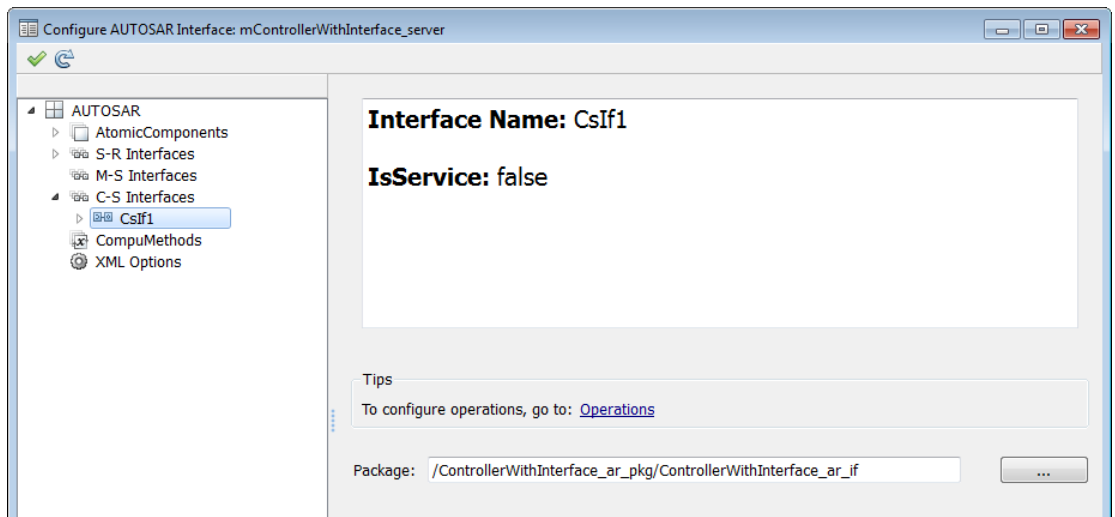 Configure AUTOSAR Interface: mControllerWithInterface_server
AUTOSAR
AtomicComponents
S-R Interfaces
M-S Interfaces
C-S Interfaces
CsIf1
CompuMethods
XML Options
Interface Name: CsIf1
IsService: false
Tips
To configure operations, go to: Operations
Package: /ControllerWithInterface_ar_pkg/ControllerWithInterface_ar_if ...